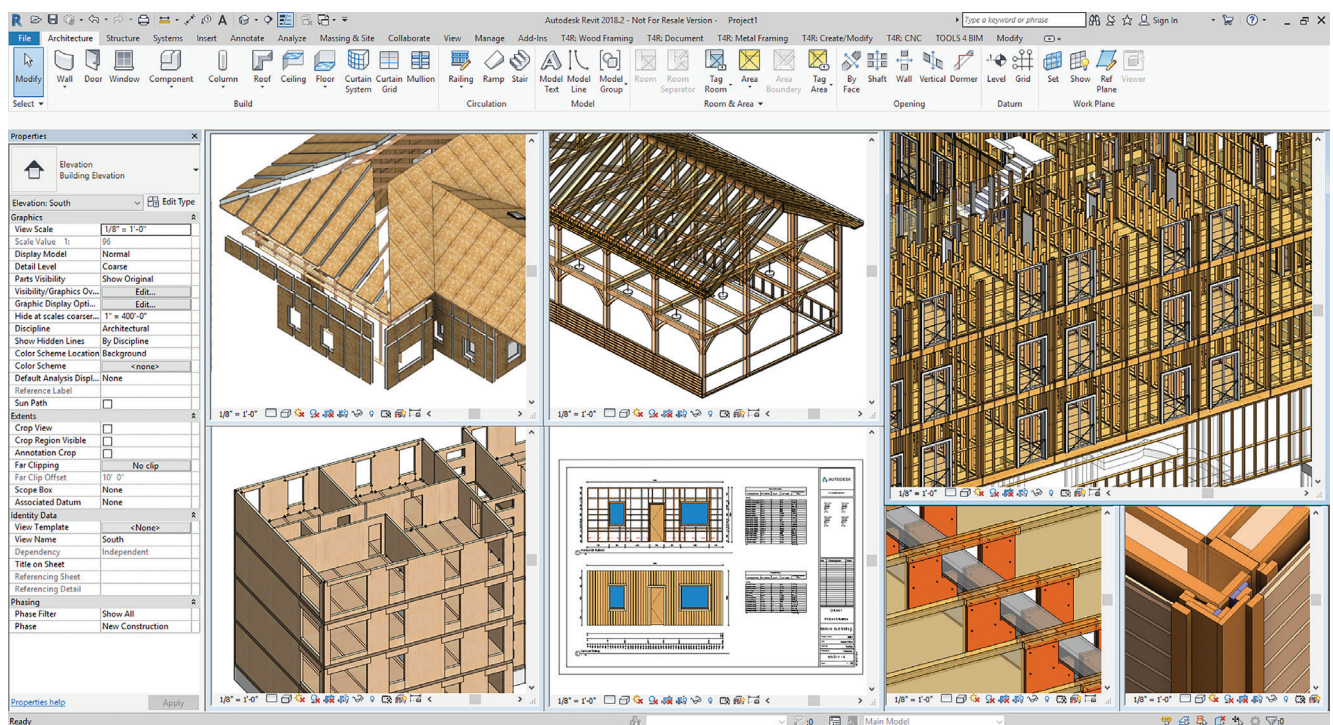 Autodesk Revit 2018.2 - Not For Resale Version - Project1
Type a keyword or phrase
Sign In
File Architecture Structure Systems Insert Annotate Analyze Massing & Site Collaborate View Manage Add-Ins T4R: Wood Framing T4R: Document T4R: Metal Framing T4R: Create/Modify T4R: CNC TOOLS 4 BIM Modify
Modify Wall Door Window Component Column Roof Ceiling Floor Curtain System Curtain Grid Mullion Railing Ramp Stair Model Text Model Line Model Group Room Room Separator Tag Room Area Area Boundary Tag Area By Face Shaft Wall Vertical Dormer Level Grid Set Show Ref Plane Viewer
Select Build Circulation Model Room & Area Opening Datum Work Plane
Properties
Elevation
Building Elevation
Elevation: South Edit Type
Graphics
View Scale 1/8" = 1'-0"
Scale Value 1: 96
Display Model Normal
Detail Level Coarse
Parts Visibility Show Original
Visibility/Graphics Ov... Edit...
Graphic Display Opti... Edit...
Hide at scales coarser... 1" = 400'-0"
Discipline Architectural
Show Hidden Lines By Discipline
Color Scheme Location Background
Color Scheme <none>
Default Analysis Displ... None
Reference Label
Sun Path
Extents
Crop View
Crop Region Visible
Annotation Crop
Far Clipping No clip
Far Clip Offset 10' 0"
Scope Box None
Associated Datum None
Identity Data
View Template <None>
View Name South
Dependency Independent
Title on Sheet
Referencing Sheet
Referencing Detail
Phasing
Phase Filter Show All
Phase New Construction
Properties help Apply
1/8" = 1'-0"
1/8" = 1'-0"
1/8" = 1'-0"
1/8" = 1'-0"
AUTODESK
Project Name
1/8" = 1'-0"
1/8" = 1'-0"
1/8" = 1'-0"
Ready
:0
Main Model
:0